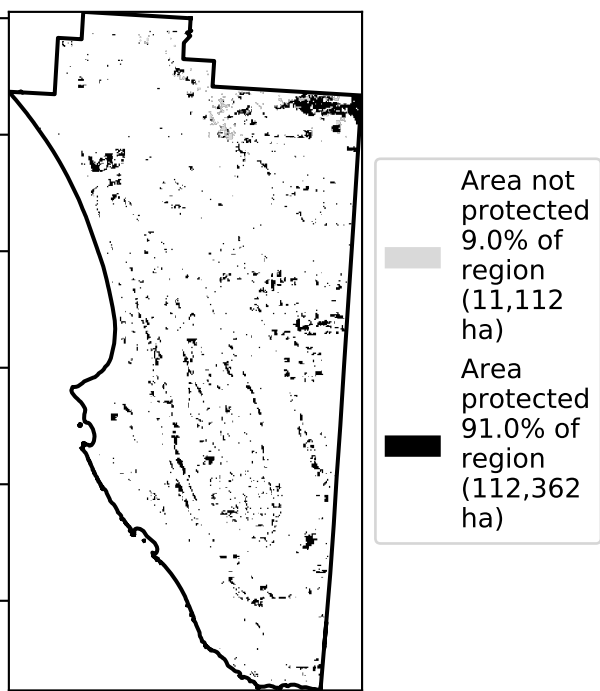 Area not
protected
9.0% of
region
(11,112
ha)
Area
protected
91.0% of
region
(112,362
ha)